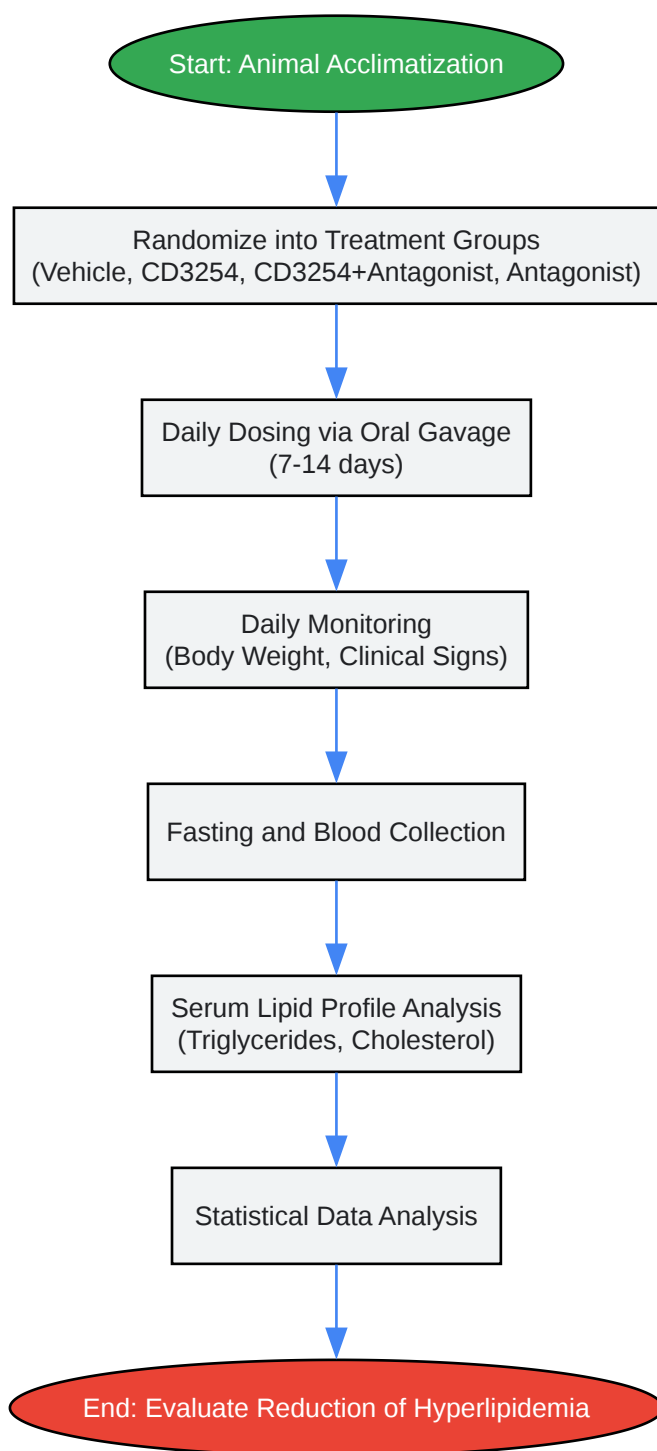 Start: Animal Acclimatization
Randomize into Treatment Groups
(Vehicle, CD3254, CD3254+Antagonist, Antagonist)
Daily Dosing via Oral Gavage
(7-14 days)
Daily Monitoring
(Body Weight, Clinical Signs)
Fasting and Blood Collection
Serum Lipid Profile Analysis
(Triglycerides, Cholesterol)
Statistical Data Analysis
End: Evaluate Reduction of Hyperlipidemia